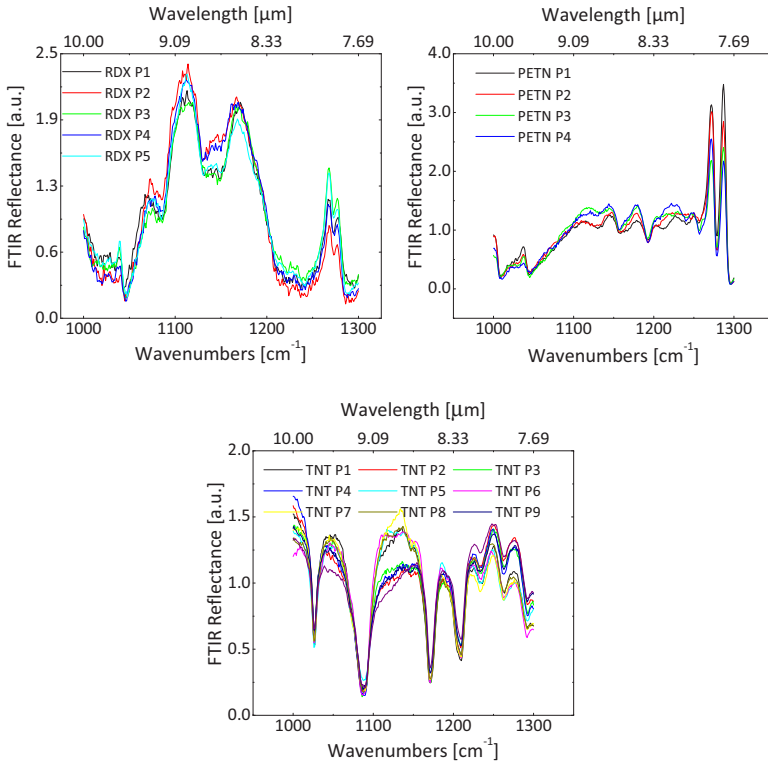 Wavelength [μm]
10.00 9.09 8.33 7.69
2.5
1.9
1.3
0.6
0.0
FTIR Reflectance [a.u.]
RDX P1
RDX P2
RDX P3
RDX P4
RDX P5
1000 1100 1200 1300
Wavenumbers [cm⁻¹]
Wavelength [μm]
10.00 9.09 8.33 7.69
4.0
3.0
2.0
1.0
0.0
FTIR Reflectance [a.u.]
PETN P1
PETN P2
PETN P3
PETN P4
1000 1100 1200 1300
Wavenumbers [cm⁻¹]
Wavelength [μm]
10.00 9.09 8.33 7.69
2.0
1.5
1.0
0.5
0.0
FTIR Reflectance [a.u.]
TNT P1 TNT P2 TNT P3
TNT P4 TNT P5 TNT P6
TNT P7 TNT P8 TNT P9
1000 1100 1200 1300
Wavenumbers [cm⁻¹]